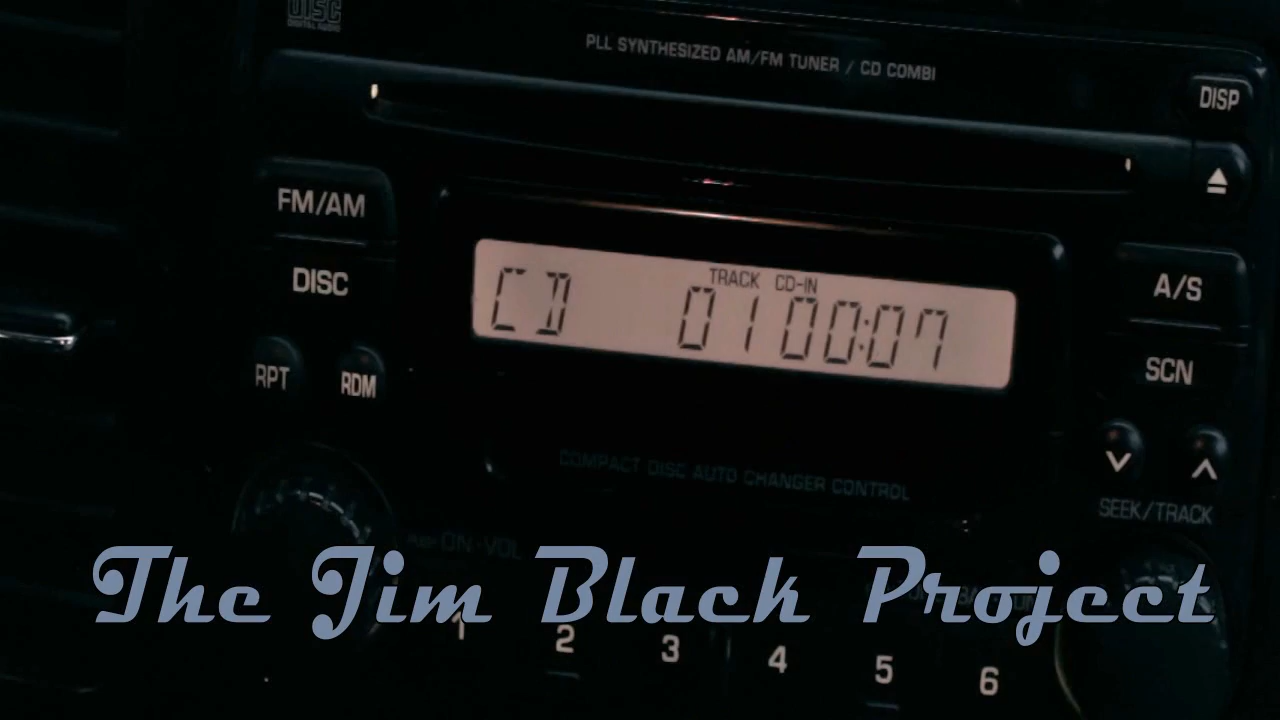 DISC
DIGITAL AUDIO
PLL SYNTHESIZED AM/FM TUNER / CD COMBI
DISP
FM/AM
DISC
RPT RDM
TRACK CD-IN
CD 01 00:07
A/S
SCN
SEEK/TRACK
COMPACT DISC AUTO CHANGER CONTROL
ON·VOL
The Jim Black Project
1 2 3 4 5 6